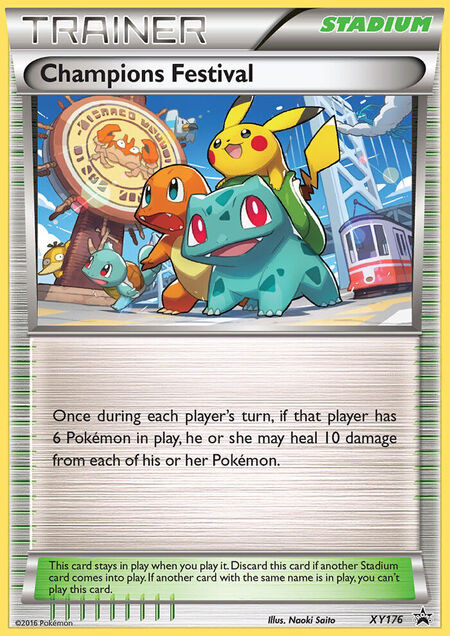 TRAINER
STADIUM
Champions Festival
Once during each player's turn, if that player has
6 Pokémon in play, he or she may heal 10 damage
from each of his or her Pokémon.
This card stays in play when you play it. Discard this card if another Stadium
card comes into play. If another card with the same name is in play, you can't
play this card.
©2016 Pokémon
Illus. Naoki Saito
XY176